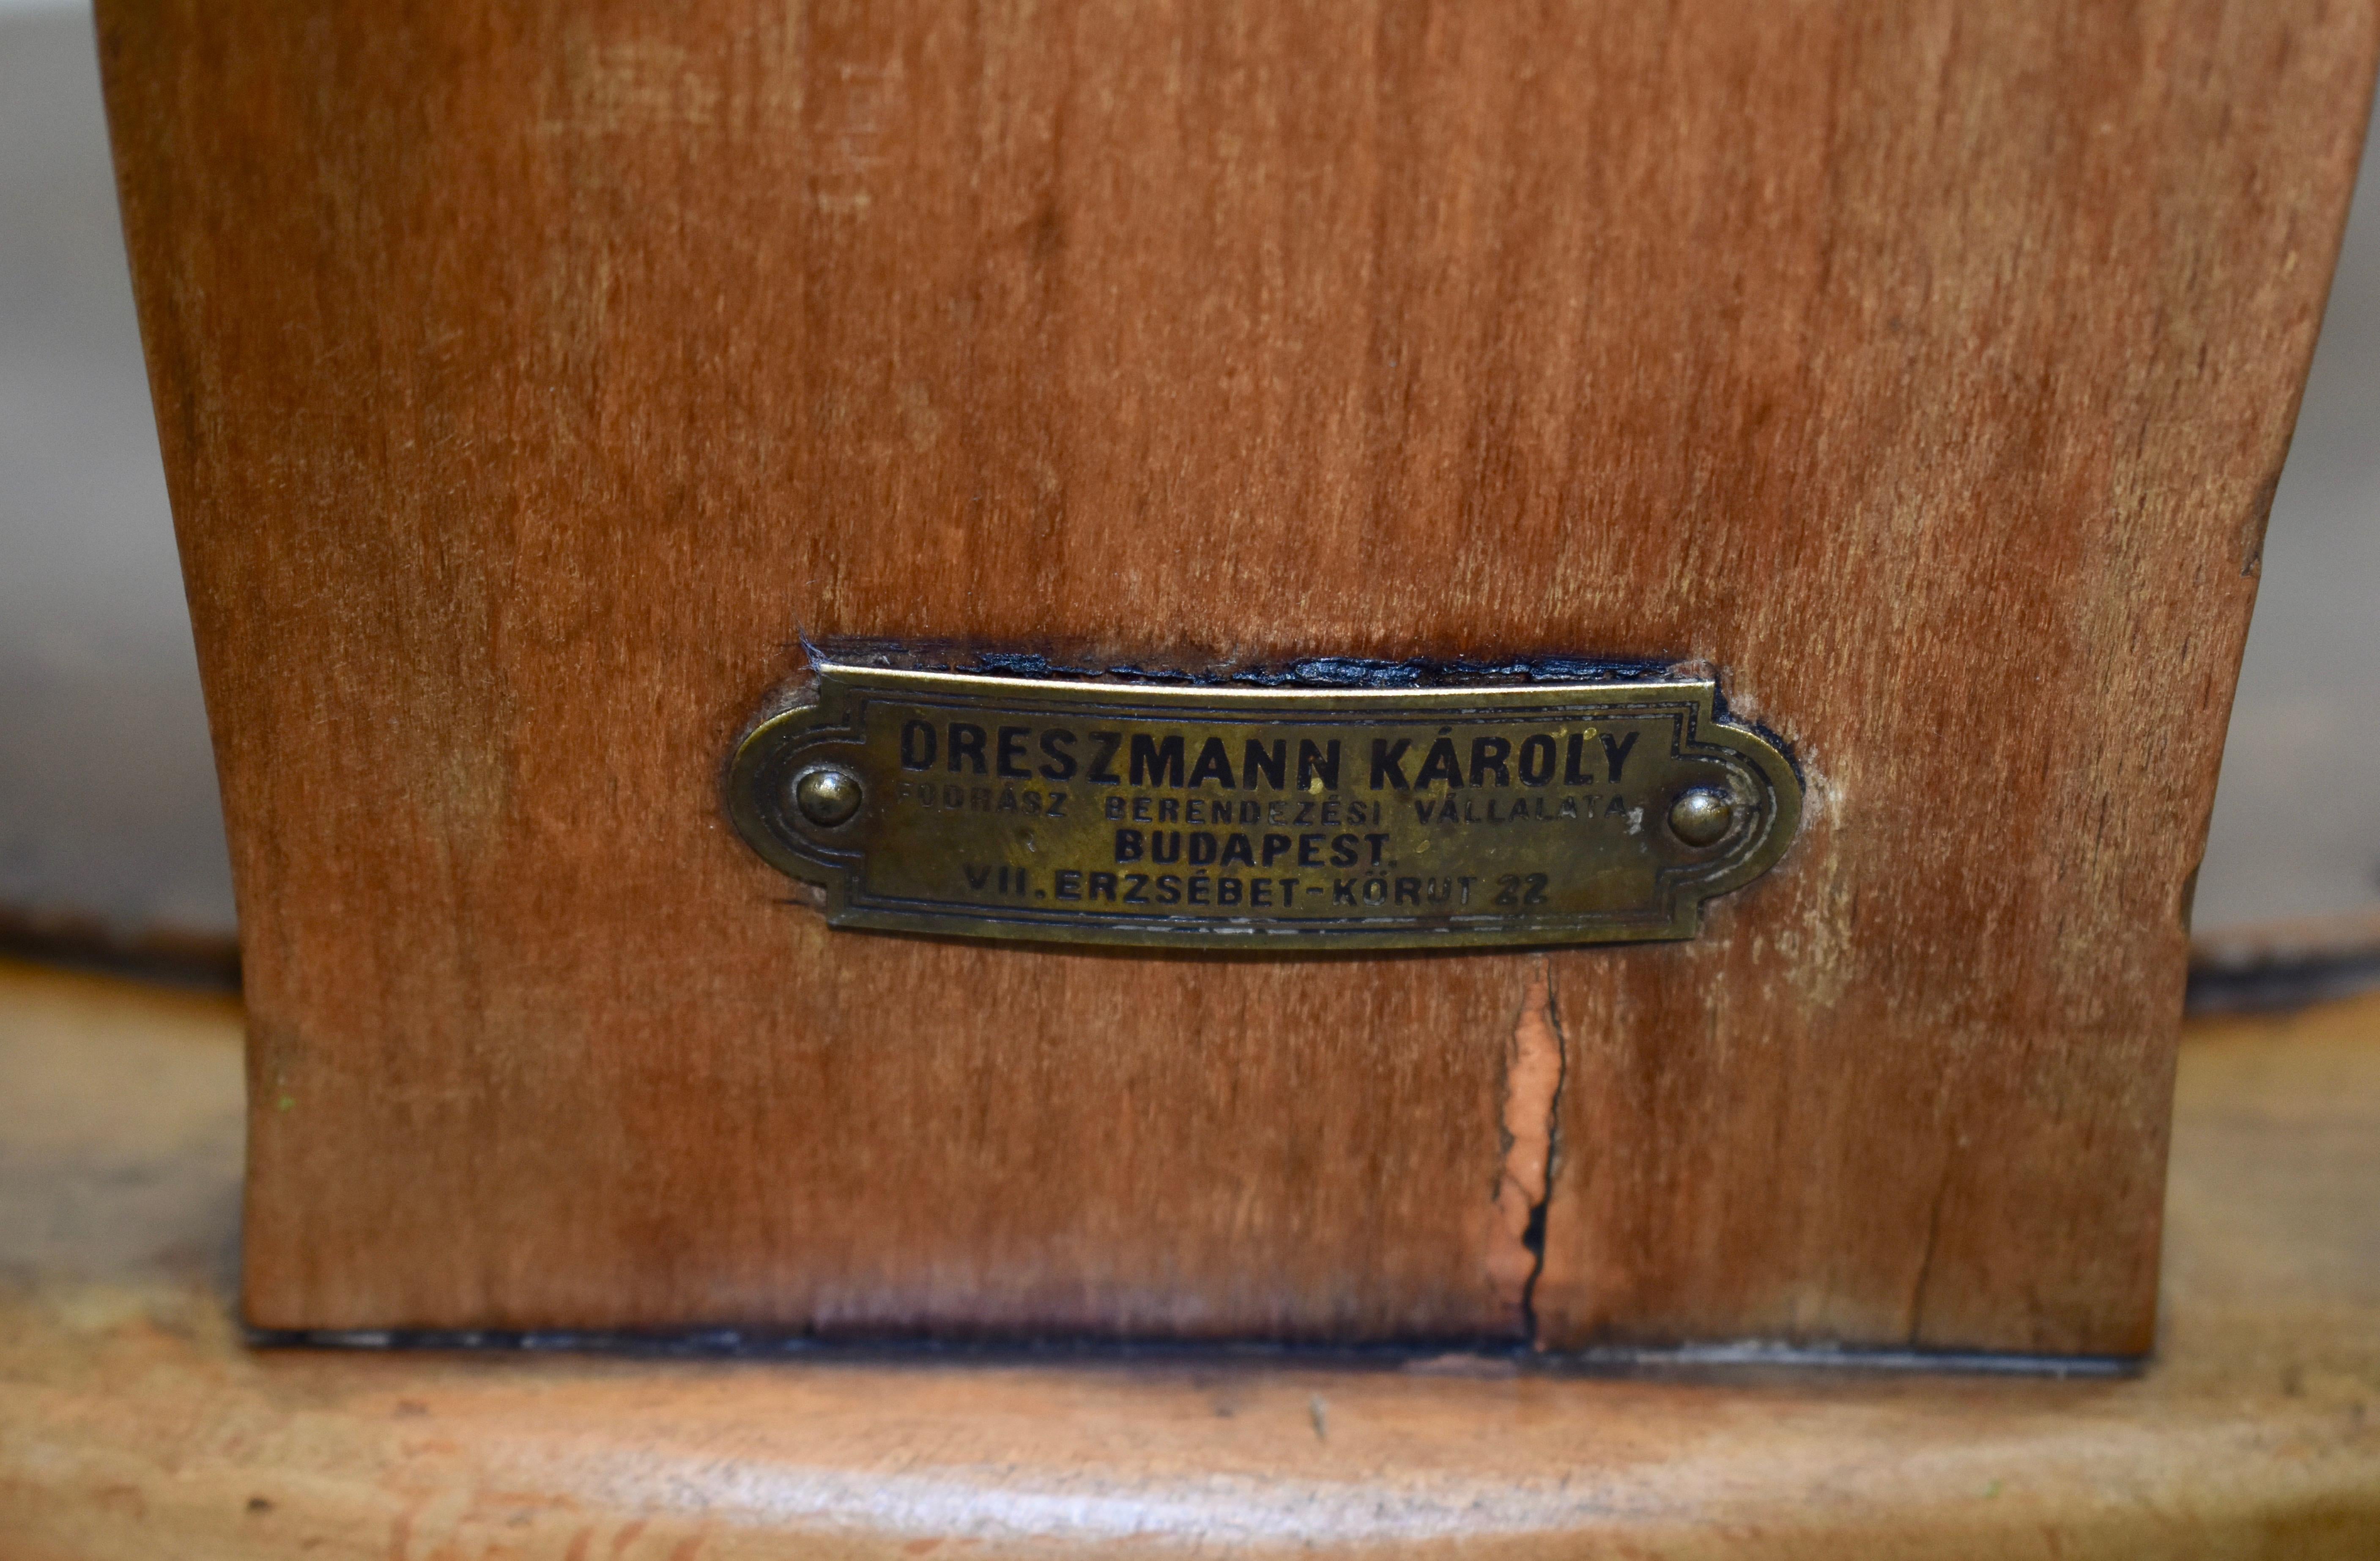 DRESZMANN KÁROLY
FODRÁSZ BERENDEZÉSI VÁLLALATA
BUDAPEST.
VII. ERZSÉBET-KÖRUT 22